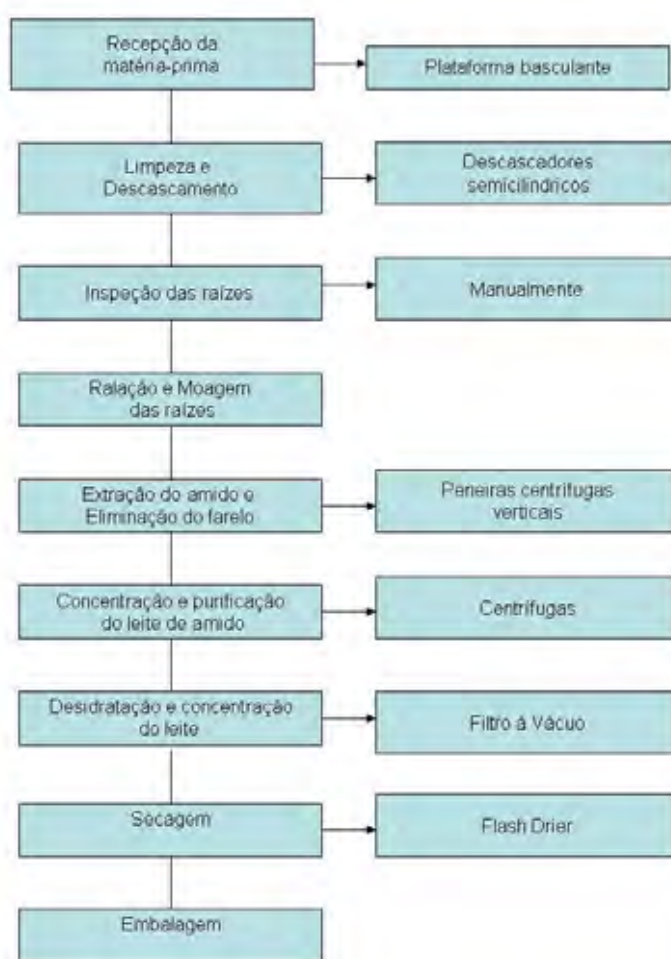 Recepção da
matéria-prima
Plataforma basculante
Limpeza e
Descascamento
Descascadores
semicilíndricos
Inspeção das raízes
Manualmente
Ralação e Moagem
das raízes
Extração do amido e
Eliminação do farelo
Peneiras centrífugas
verticais
Concentração e purificação
do leite de amido
Centrífugas
Desidratação e concentração
do leite
Filtro à Vácuo
Secagem
Flash Drier
Embalagem